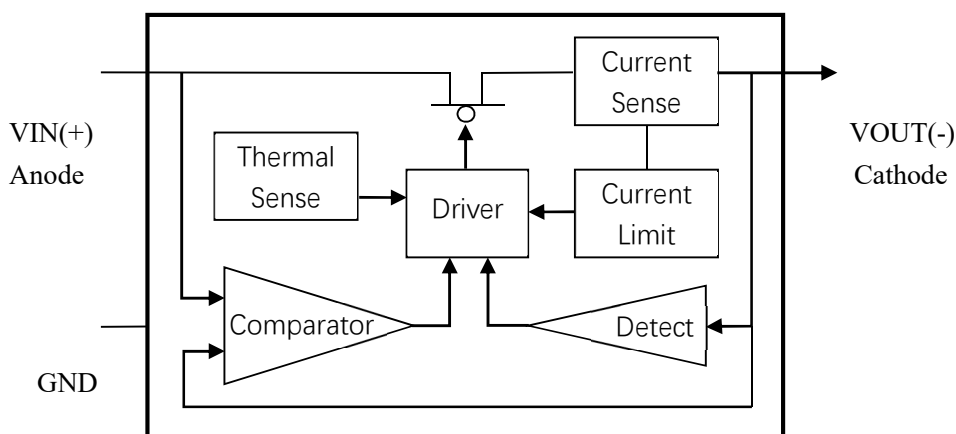 Current
Sense
VIN(+)
Anode
VOUT(-)
Cathode
Thermal
Sense
Driver
Current
Limit
Comparator
Detect
GND